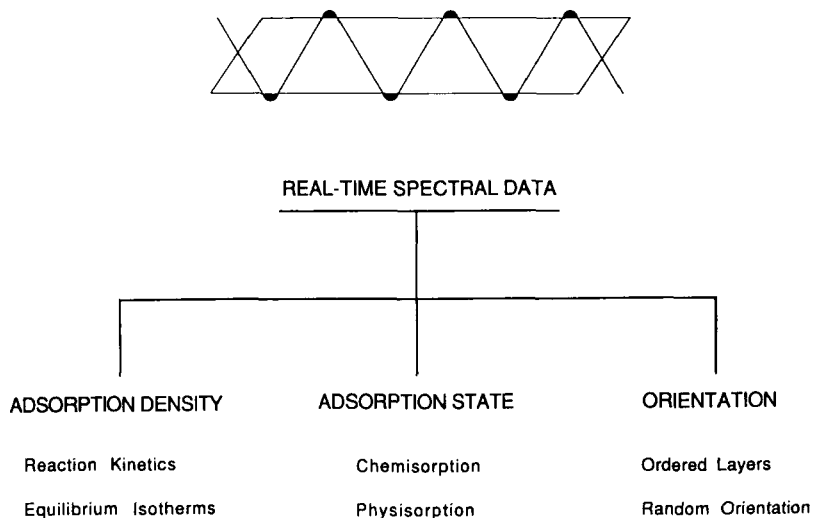 REAL-TIME SPECTRAL DATA
ADSORPTION DENSITY
ADSORPTION STATE
ORIENTATION
Reaction Kinetics
Chemisorption
Ordered Layers
Equilibrium Isotherms
Physisorption
Random Orientation